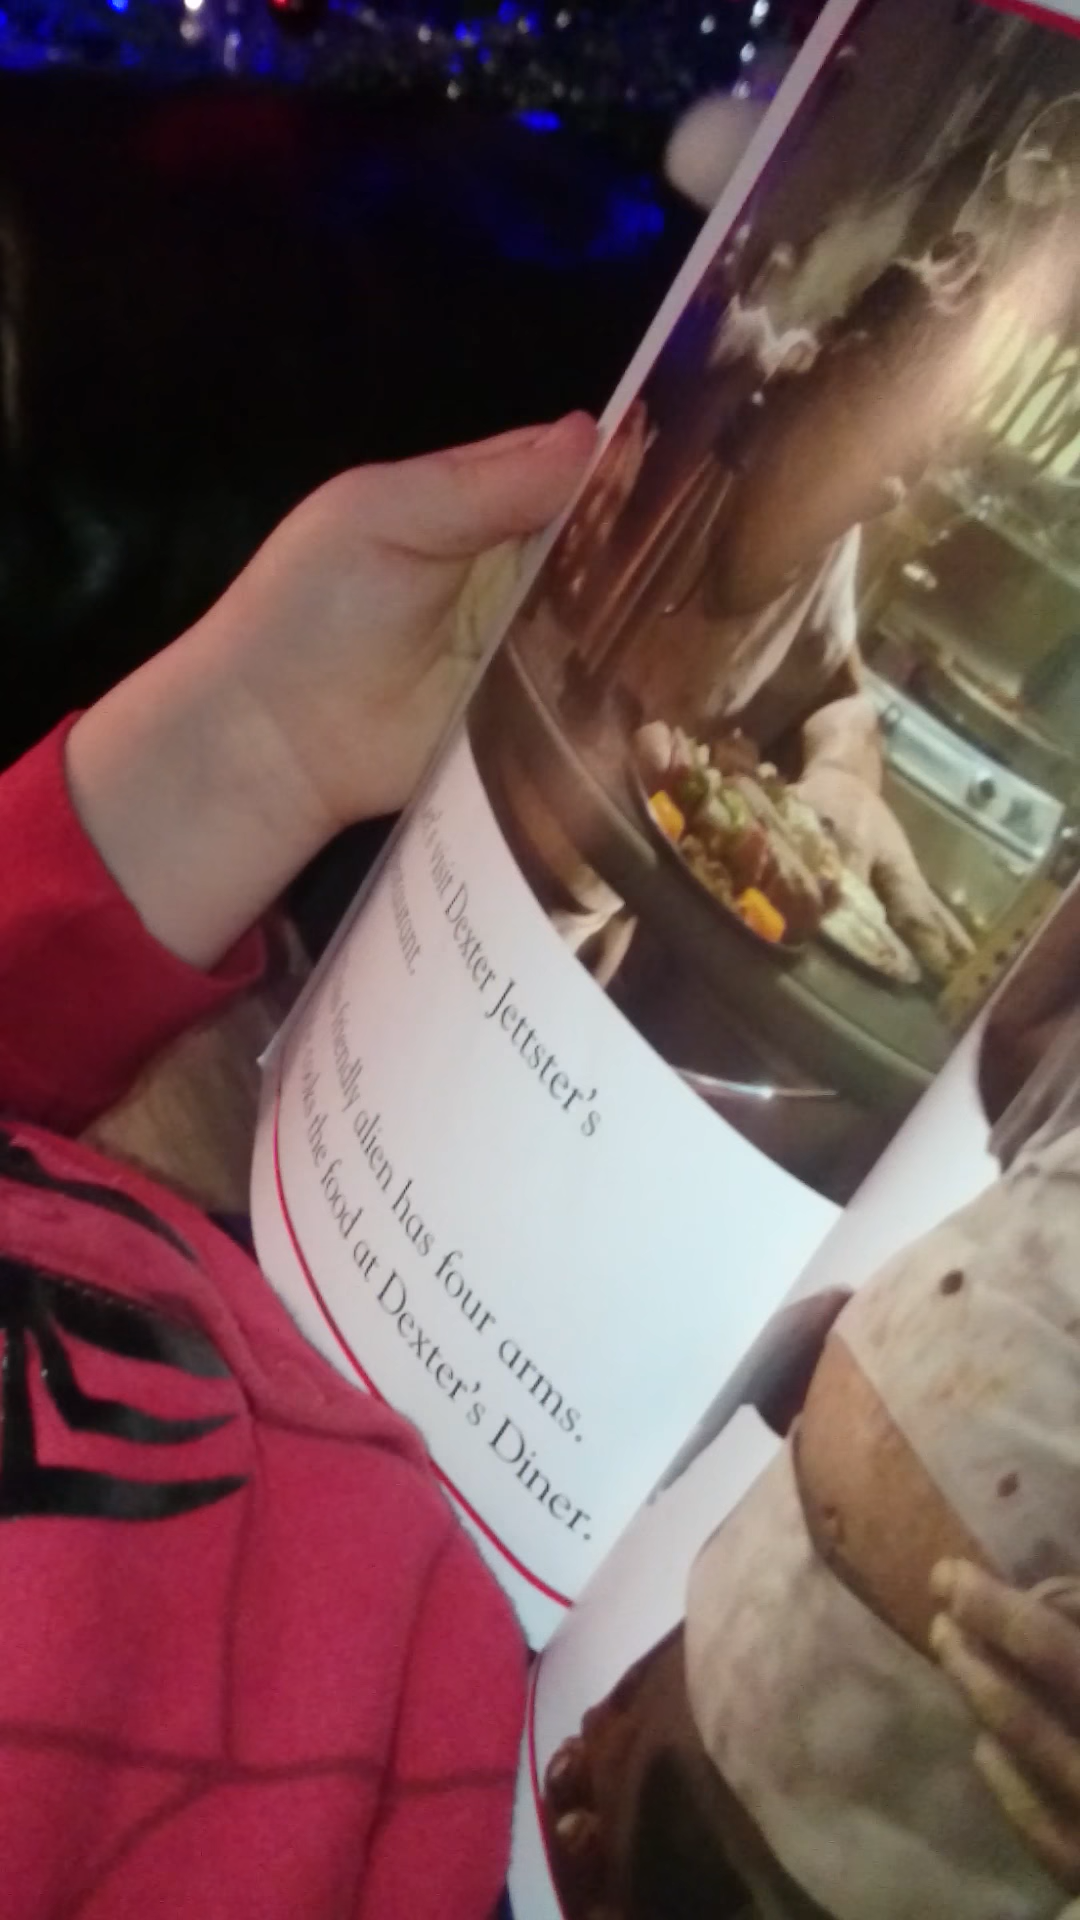 visit Dexter Jettster's
friendly alien has four arms.
the food at Dexter's Diner.